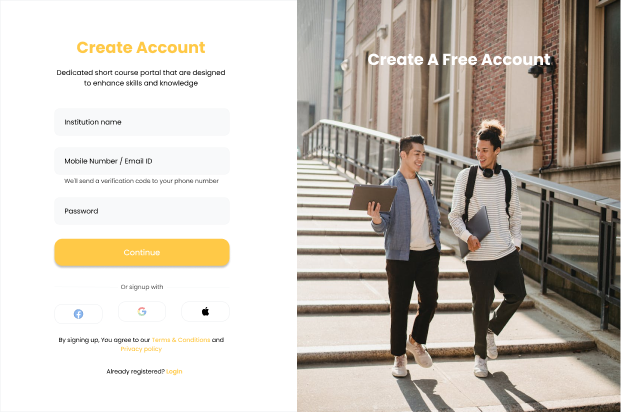 Create Account
Dedicated short course portal that are designed
to enhance skills and knowledge
Institution name
Mobile Number / Email ID
We'll send a verification code to your phone number
Password
Continue
Or signup with
By signing up, You agree to our Terms & Conditions and
Privacy policy
Already registered? Login
Create A Free Account